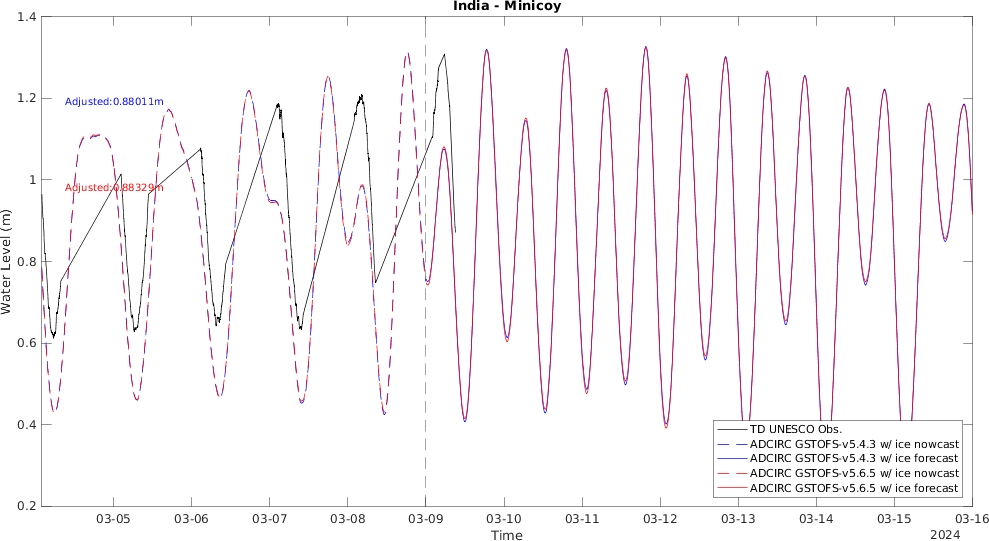 India - Minicoy
1.4
1.2
1
0.8
0.6
0.4
0.2
Water Level (m)
Adjusted:0.88011m
Adjusted:0.88329m
TD UNESCO Obs.
ADCIRC GSTOFS-v5.4.3 w/ ice nowcast
ADCIRC GSTOFS-v5.4.3 w/ ice forecast
ADCIRC GSTOFS-v5.6.5 w/ ice nowcast
ADCIRC GSTOFS-v5.6.5 w/ ice forecast
03-05 03-06 03-07 03-08 03-09 03-10 03-11 03-12 03-13 03-14 03-15 03-16
Time
2024